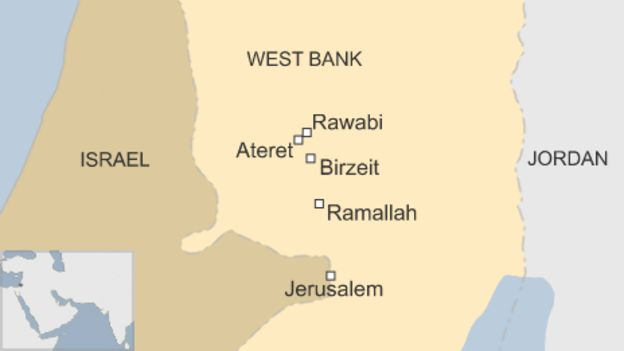 WEST BANK
Rawabi
Ateret
ISRAEL
Birzeit
JORDAN
Ramallah
Jerusalem